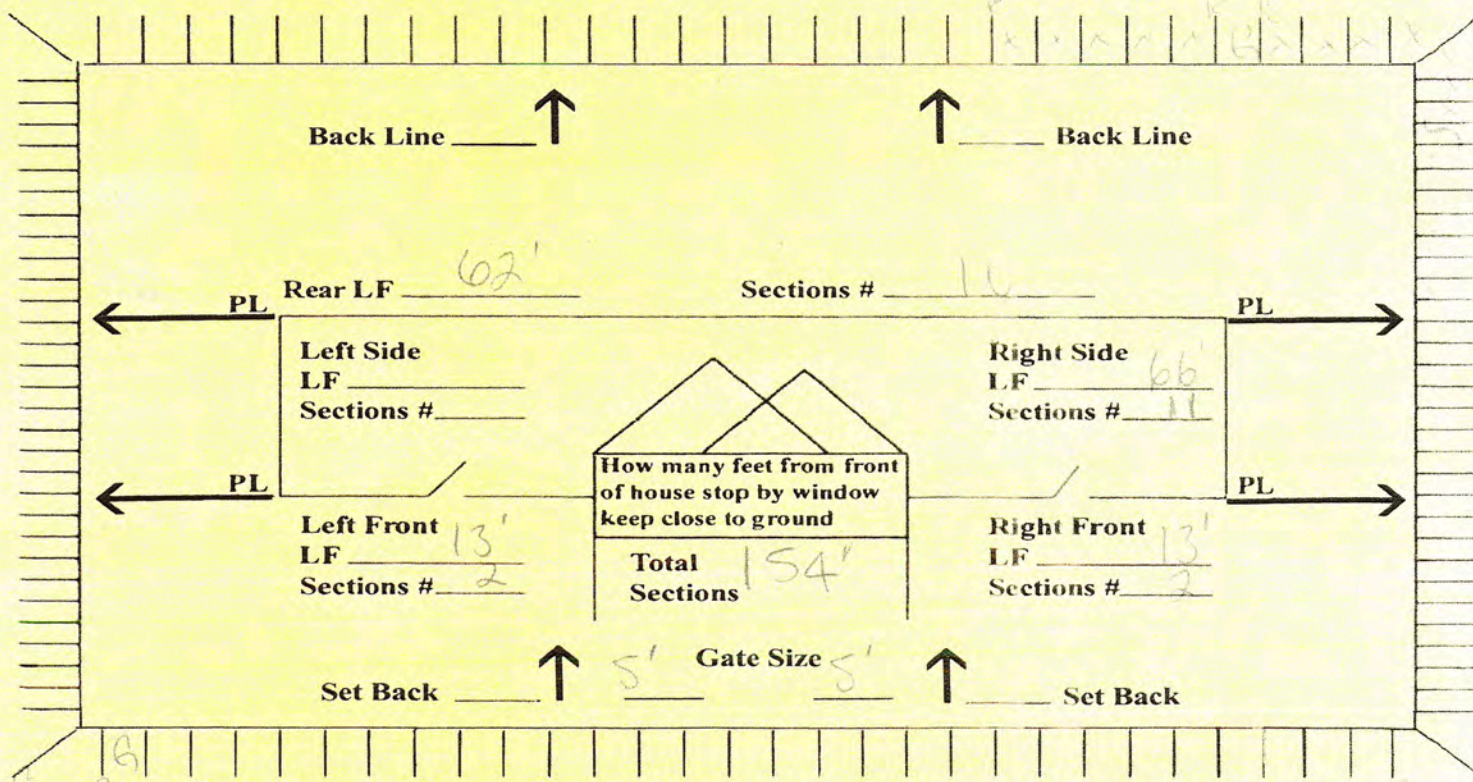 Back Line
Back Line
Rear LF 62'
Sections # 11
PL
PL
Left Side
LF
Sections #
Right Side
LF 66'
Sections # 11
PL
PL
How many feet from front
of house stop by window
keep close to ground
Left Front
LF 13'
Sections # 2
Total
Sections 154'
Right Front
LF 13'
Sections # 2
Gate Size
5' 5'
Set Back
Set Back
G